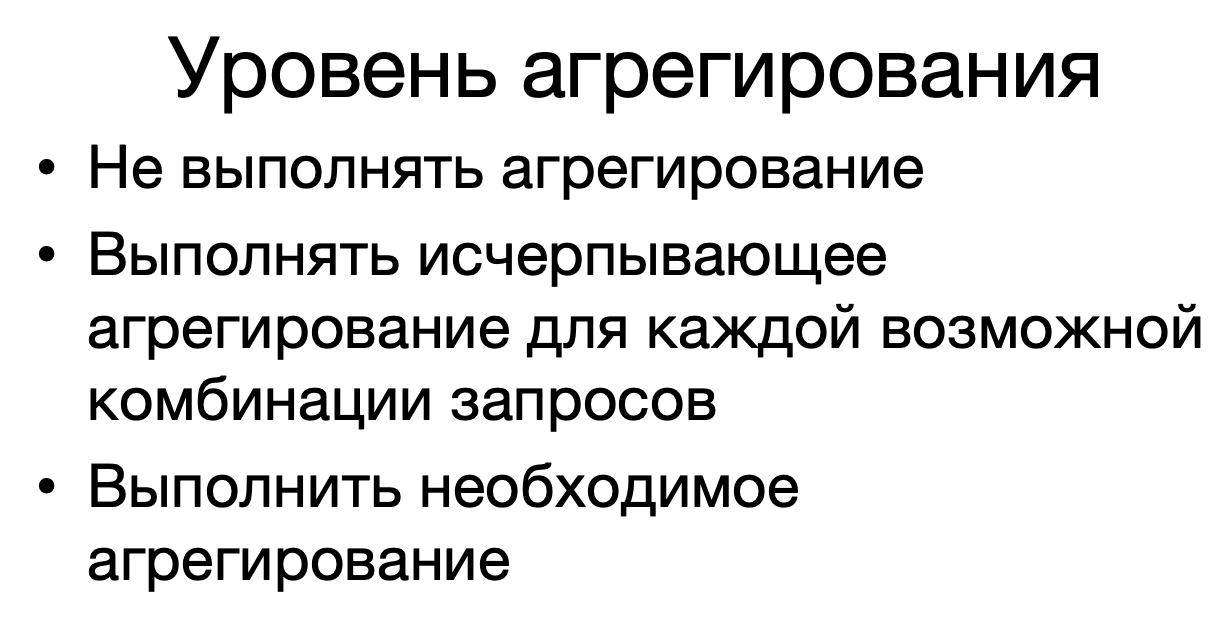 Уровень агрегирования
• Не выполнять агрегирование
• Выполнять исчерпывающее
агрегирование для каждой возможной
комбинации запросов
• Выполнить необходимое
агрегирование